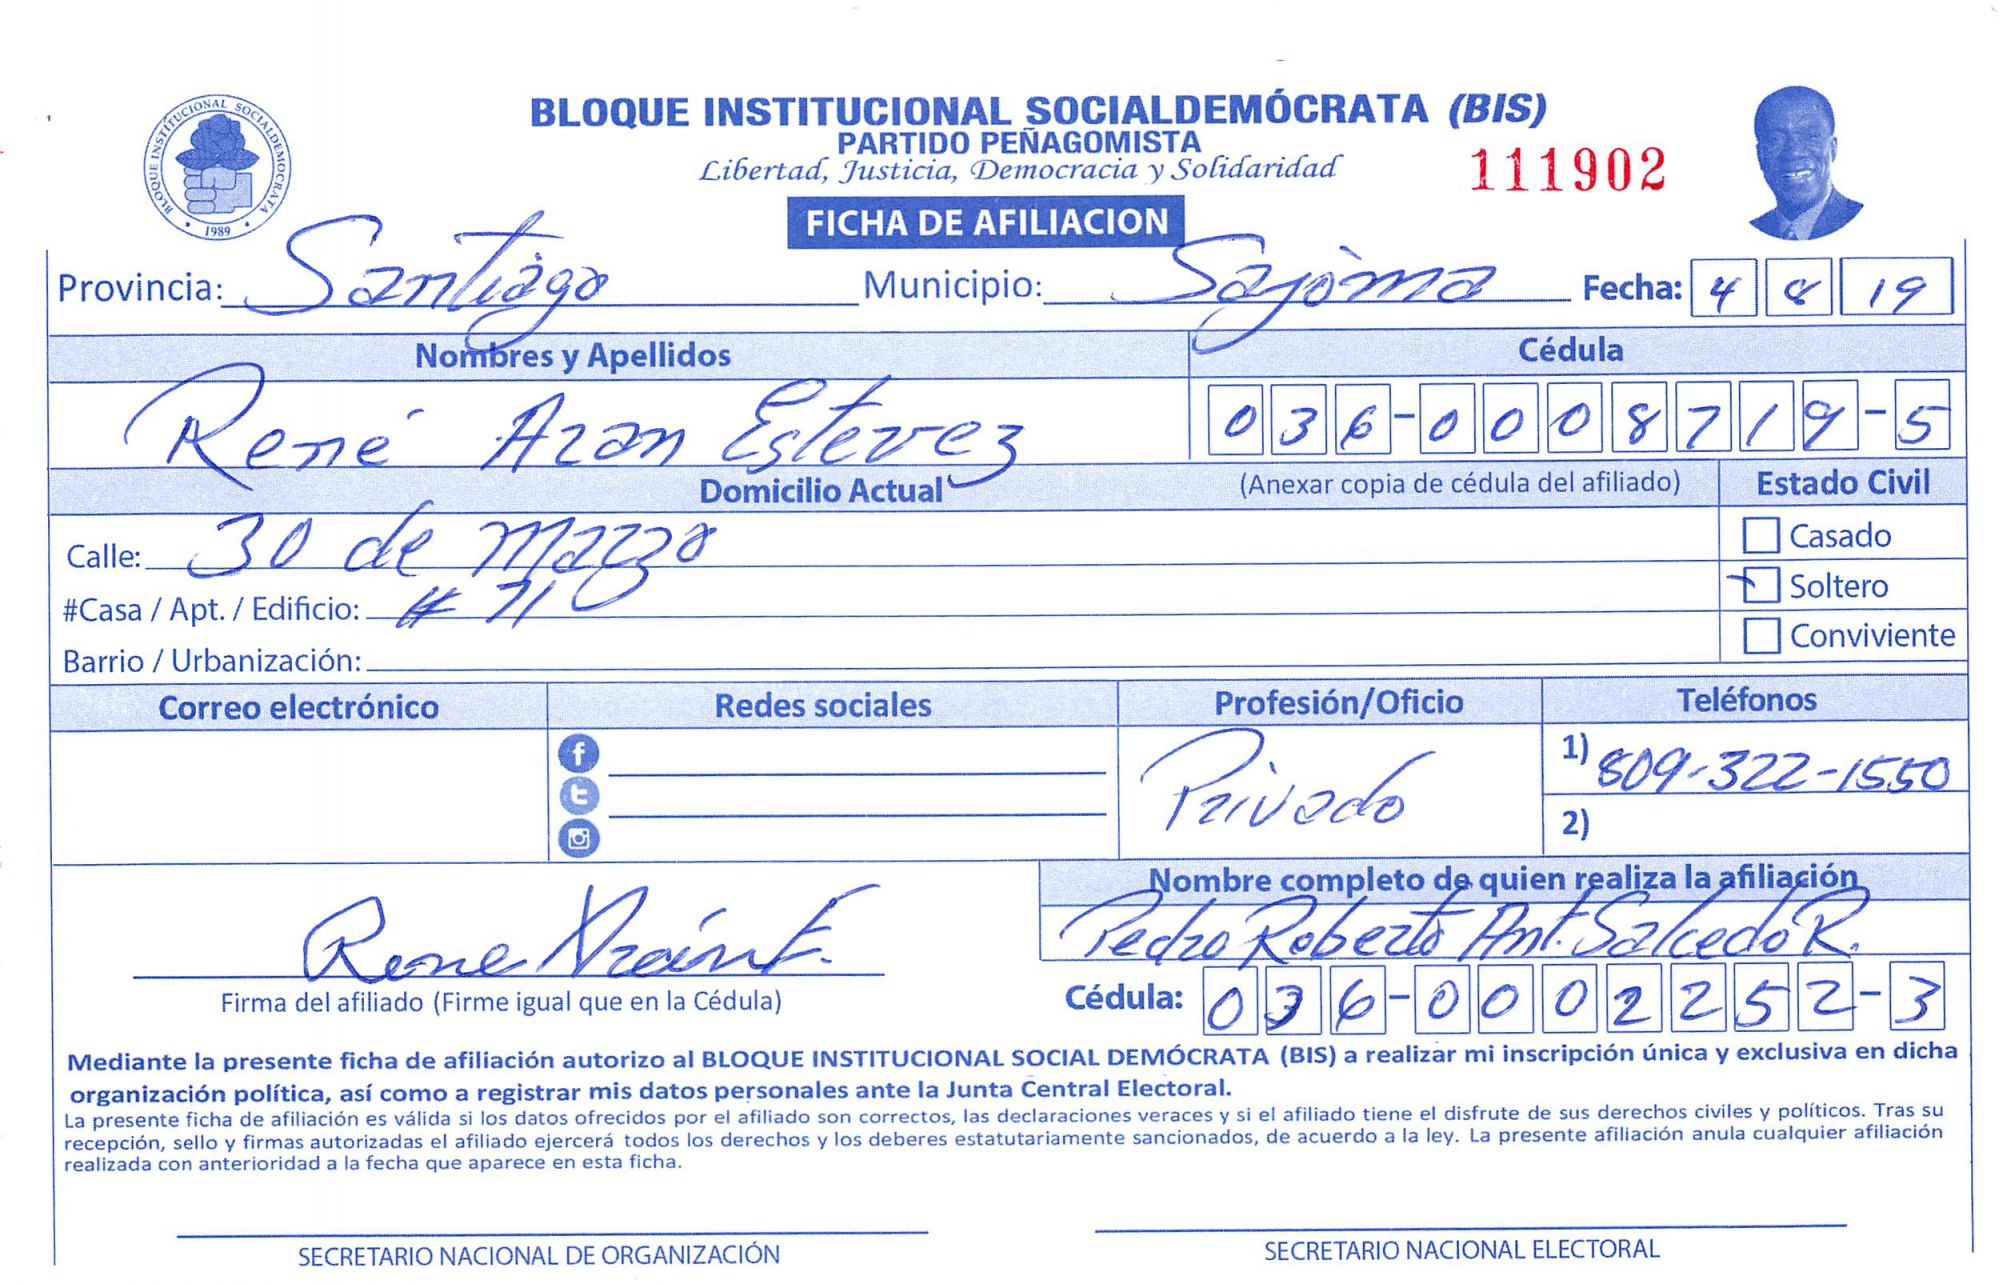 BLOQUE INSTITUCIONAL SOCIALDEMÓCRATA (BIS)
PARTIDO PEÑAGOMISTA
Libertad, Justicia, Democracia y Solidaridad
111902
BLOQUE INSTITUCIONAL SOCIALDEMOCRATA
1989
FICHA DE AFILIACION
Provincia: Santiago Municipio: Sajoma Fecha: 4 8 19
Nombres y Apellidos Cédula
René Azan Estevez 036-0008719-5
Domicilio Actual (Anexar copia de cédula del afiliado) Estado Civil
Calle: 30 de Marzo Casado
#Casa / Apt. / Edificio: # 71 Soltero
Barrio / Urbanización: Conviviente
Correo electrónico Redes sociales Profesión/Oficio Teléfonos
Privado 1) 809-322-1550
2)
Nombre completo de quien realiza la afiliación
Rene Azán E. Pedro Roberto Ant. Salcedo R.
Firma del afiliado (Firme igual que en la Cédula) Cédula: 036-0002252-3
Mediante la presente ficha de afiliación autorizo al BLOQUE INSTITUCIONAL SOCIAL DEMÓCRATA (BIS) a realizar mi inscripción única y exclusiva en dicha
organización política, así como a registrar mis datos personales ante la Junta Central Electoral.
La presente ficha de afiliación es válida si los datos ofrecidos por el afiliado son correctos, las declaraciones veraces y si el afiliado tiene el disfrute de sus derechos civiles y políticos. Tras su
recepción, sello y firmas autorizadas el afiliado ejercerá todos los derechos y los deberes estatutariamente sancionados, de acuerdo a la ley. La presente afiliación anula cualquier afiliación
realizada con anterioridad a la fecha que aparece en esta ficha.
SECRETARIO NACIONAL DE ORGANIZACIÓN SECRETARIO NACIONAL ELECTORAL